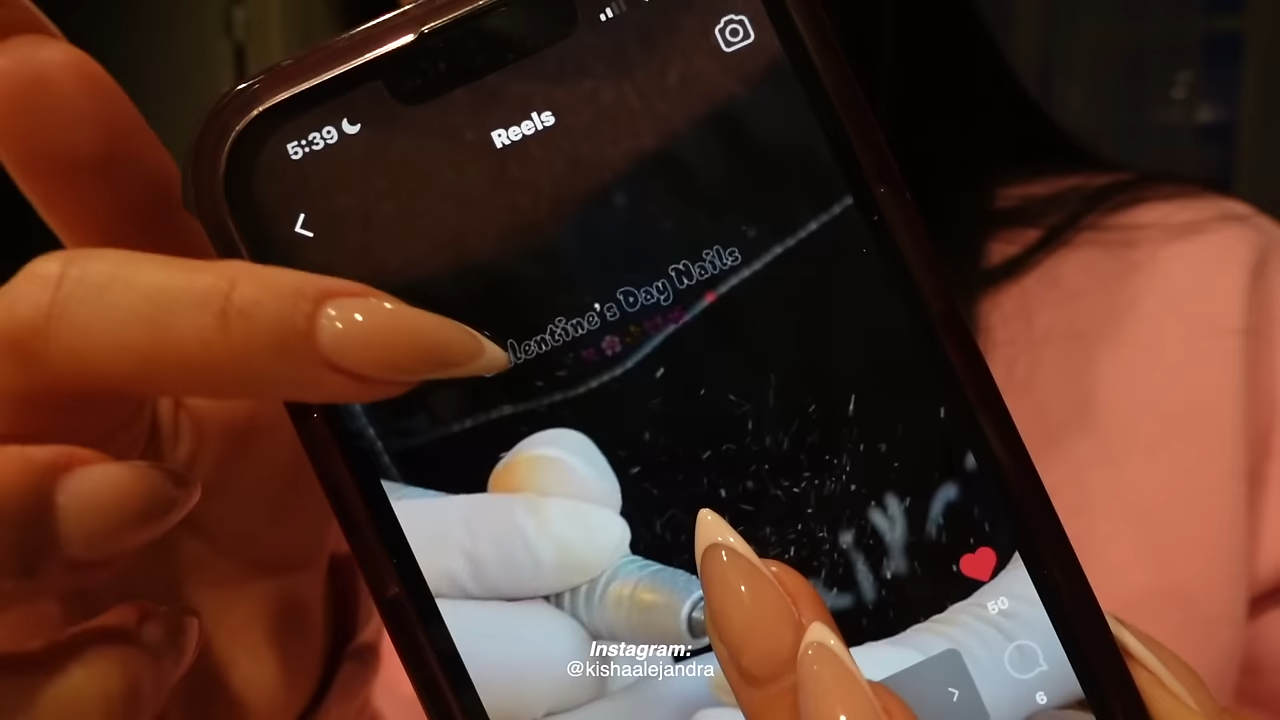 5:39
Reels
lentine's Day Nails
50
6
Instagram:
@kishaalejandra